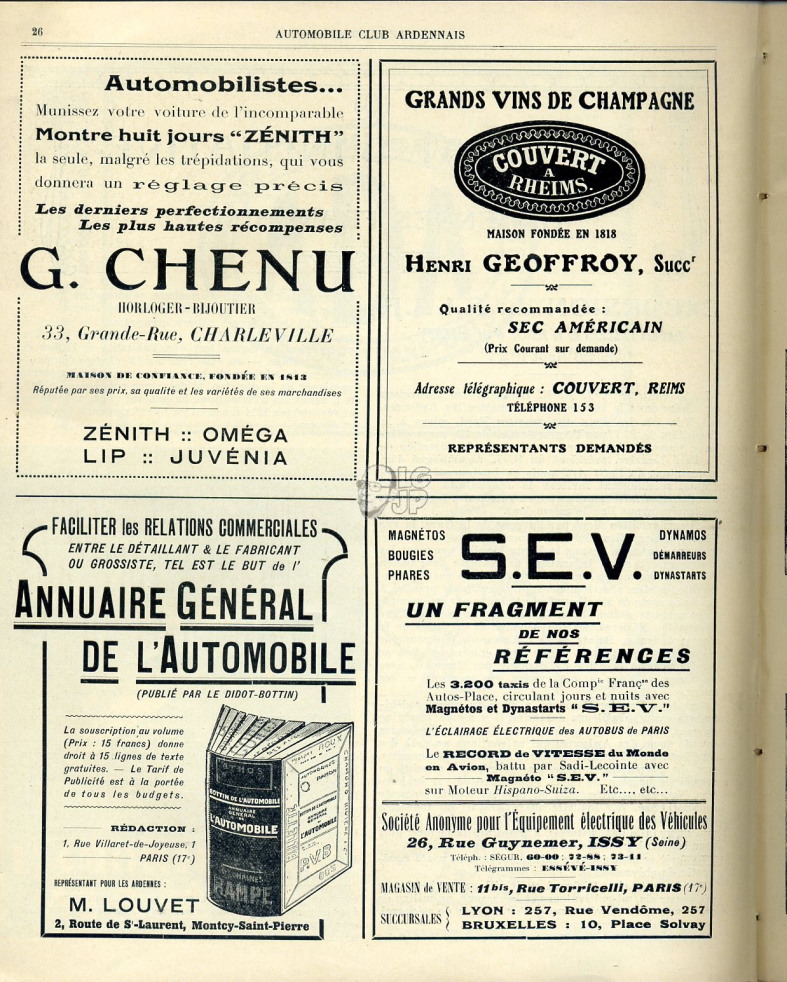 26
AUTOMOBILE CLUB ARDENNAIS
Automobilistes...
Munissez votre voiture de l'incomparable
Montre huit jours "ZÉNITH"
la seule, malgré les trépidations, qui vous
donnera un réglage précis
Les derniers perfectionnements
Les plus hautes récompenses
G. CHENU
HORLOGER-BIJOUTIER
33, Grande-Rue, CHARLEVILLE
MAISON DE CONFIANCE, FONDÉE EN 1813
Réputée par ses prix, sa qualité et les variétés de ses marchandises
ZÉNITH :: OMÉGA
LIP :: JUVÉNIA
GRANDS VINS DE CHAMPAGNE
COUVERT
A
RHEIMS.
MAISON FONDÉE EN 1818
HENRI GEOFFROY, Succr
Qualité recommandée :
SEC AMÉRICAIN
(Prix Courant sur demande)
Adresse télégraphique : COUVERT, REIMS
TÉLÉPHONE 153
REPRÉSENTANTS DEMANDÉS
LG
JP
FACILITER les RELATIONS COMMERCIALES
ENTRE LE DÉTAILLANT & LE FABRICANT
OU GROSSISTE, TEL EST LE BUT de l'
ANNUAIRE GÉNÉRAL
DE L'AUTOMOBILE
(PUBLIÉ PAR LE DIDOT-BOTTIN)
La souscription au volume
(Prix : 15 francs) donne
droit à 15 lignes de texte
gratuites. — Le Tarif de
Publicité est à la portée
de tous les budgets.
RÉDACTION :
1, Rue Villaret-de-Joyeuse, 1
PARIS (17e)
REPRÉSENTANT POUR LES ARDENNES :
M. LOUVET
2, Route de St-Laurent, Montcy-Saint-Pierre
BOTTIN DE L'AUTOMOBILE
ANNUAIRE
GÉNÉRAL
DE
L'AUTOMOBILE
RAMPE
BOTTIN DE L'AUTOMOBILE
ANNUAIRE
GÉNÉRAL
DE
L'AUTOMOBILE
MAGNÉTOS
BOUGIES
PHARES
S.E.V.
DYNAMOS
DÉMARREURS
DYNASTARTS
UN FRAGMENT
DE NOS
RÉFÉRENCES
Les 3.200 taxis de la Compie Françse des
Autos-Place, circulant jours et nuits avec
Magnétos et Dynastarts "S.E.V."
L'ÉCLAIRAGE ÉLECTRIQUE des AUTOBUS de PARIS
Le RECORD de VITESSE du Monde
en Avion, battu par Sadi-Lecointe avec
Magnéto "S.E.V."
sur Moteur Hispano-Suiza. Etc..., etc...
Société Anonyme pour l'Équipement électrique des Véhicules
26, Rue Guynemer, ISSY (Seine)
Téléph. : SÉGUR. 60-00 ; 72-88 ; 73-11
Télégrammes : ESSÉVÉ-ISSY
MAGASIN de VENTE : 11bis, Rue Torricelli, PARIS (17e)
SUCCURSALES { LYON : 257, Rue Vendôme, 257
BRUXELLES : 10, Place Solvay